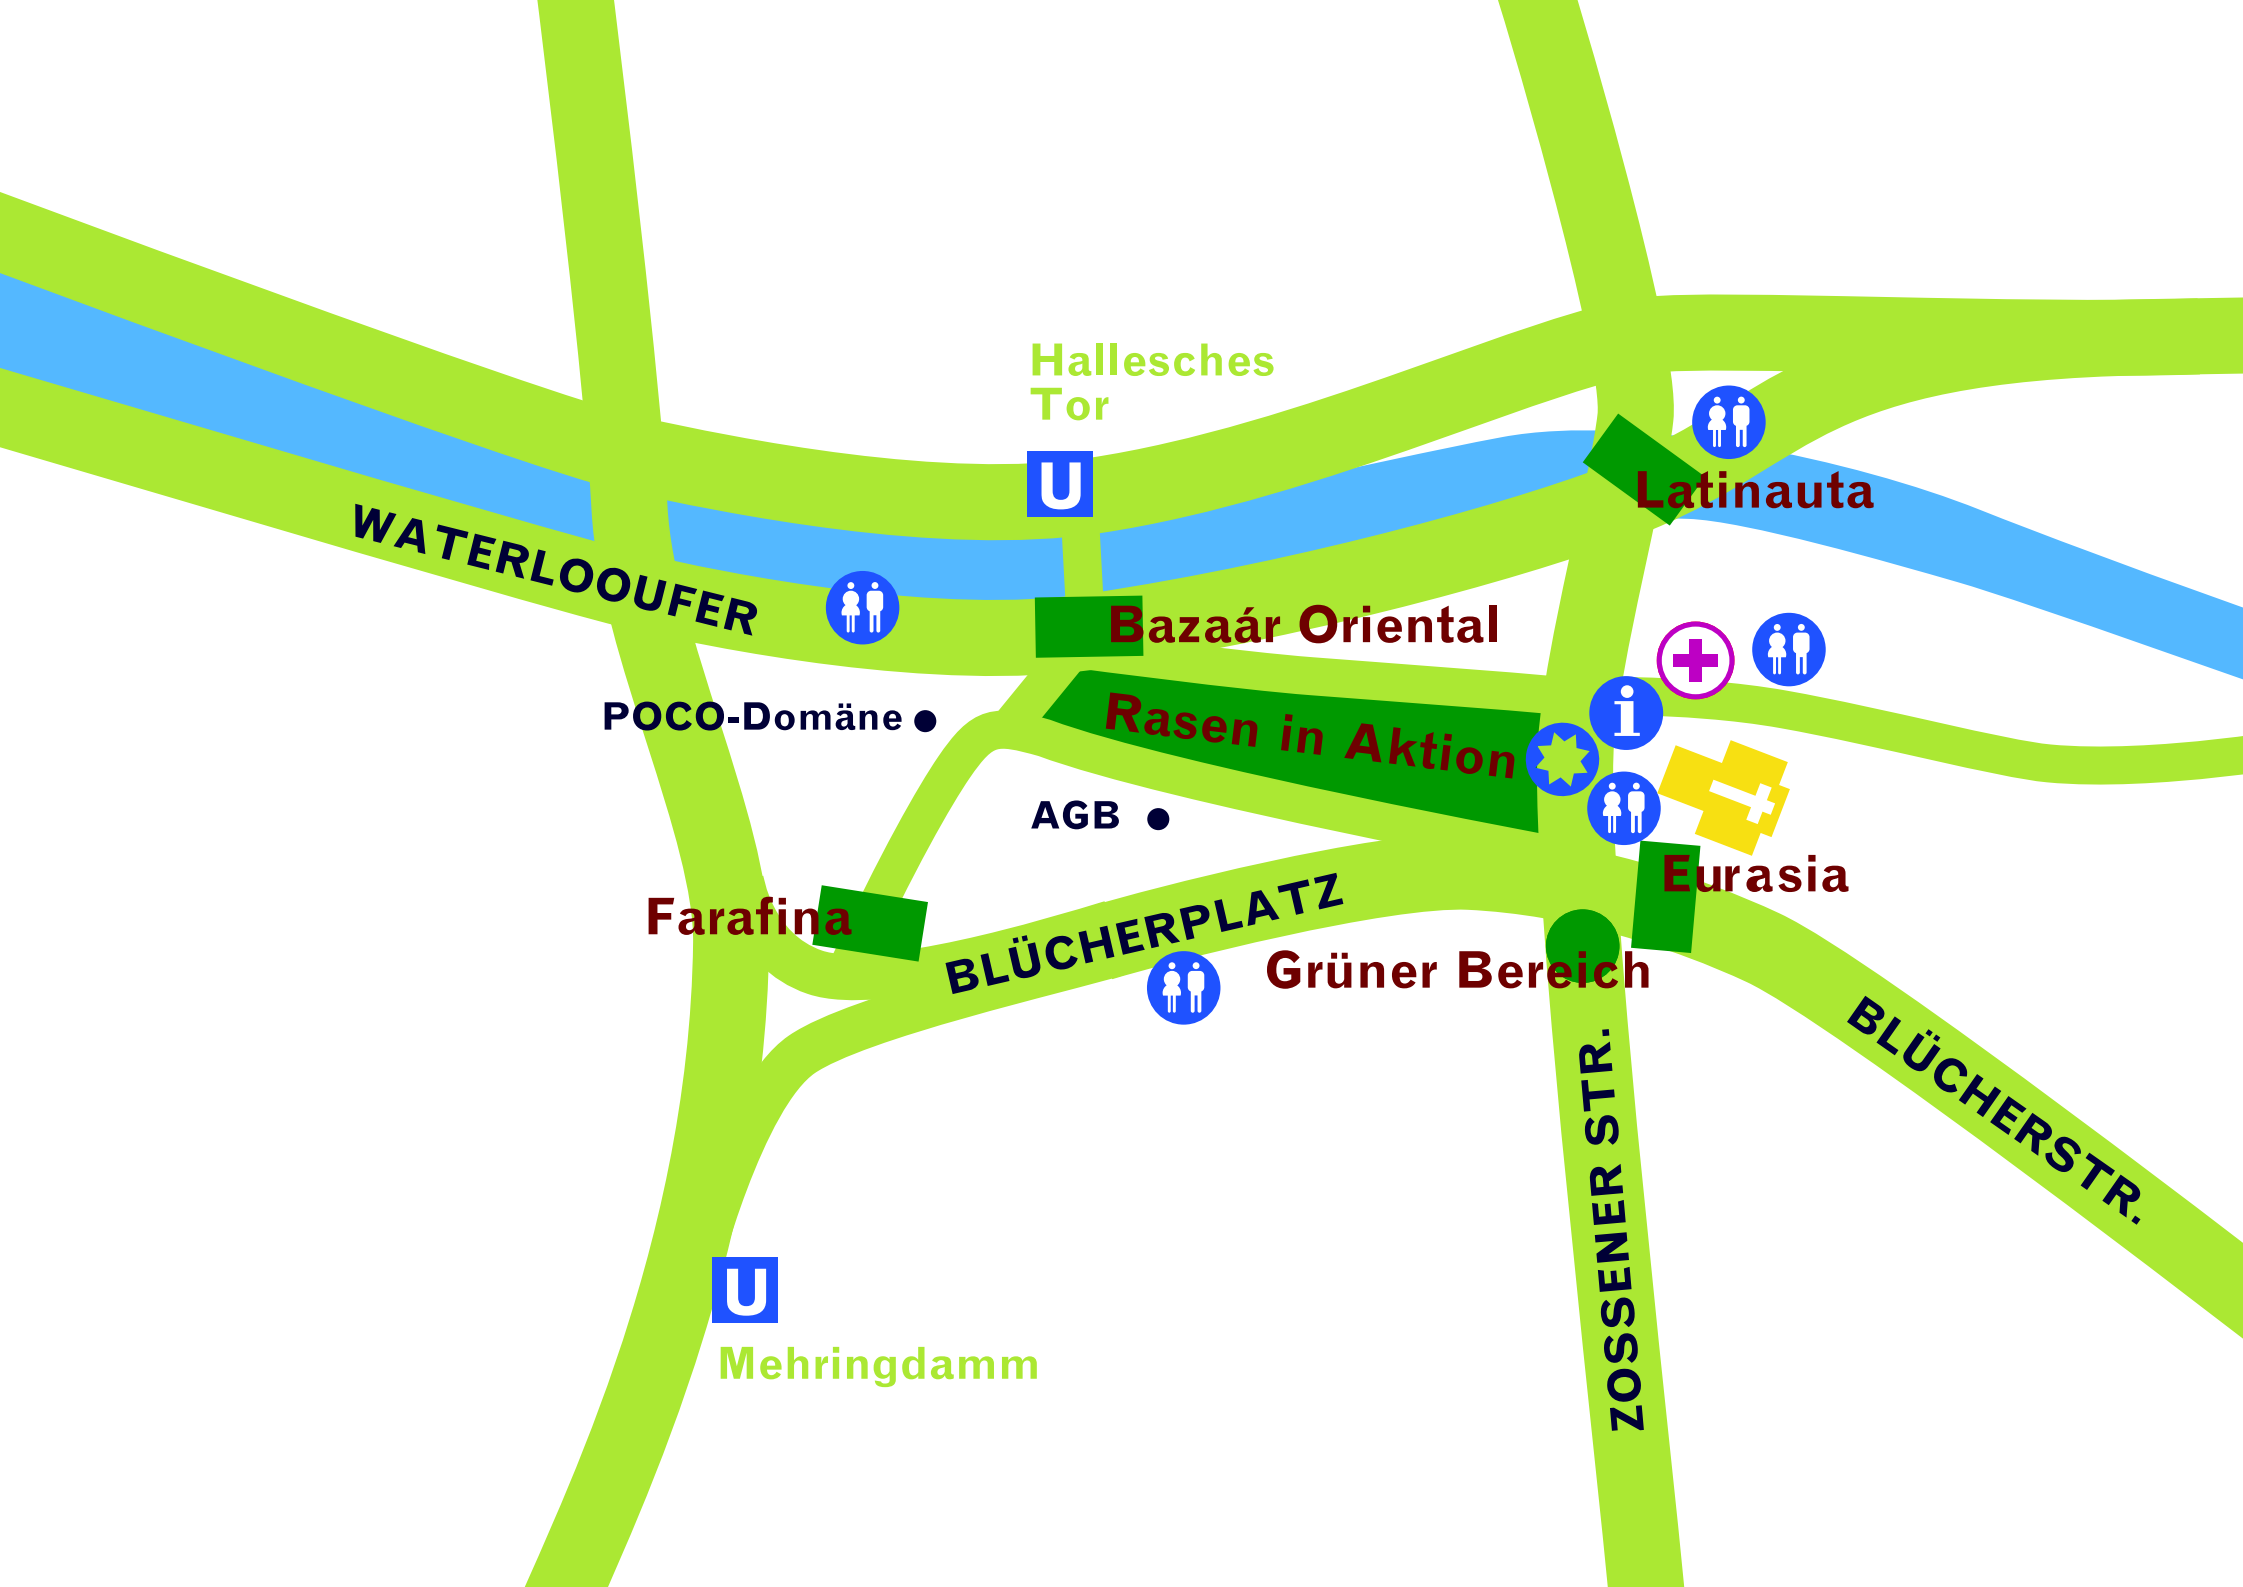 Hallesches
Tor
U
Latinauta
WATERLOOUFER
Bazaár Oriental
POCO-Domäne
Rasen in Aktion
i
AGB
Eurasia
Farafina
BLÜCHERPLATZ
Grüner Bereich
BLÜCHERSTR.
ZOSSENER STR.
U
Mehringdamm